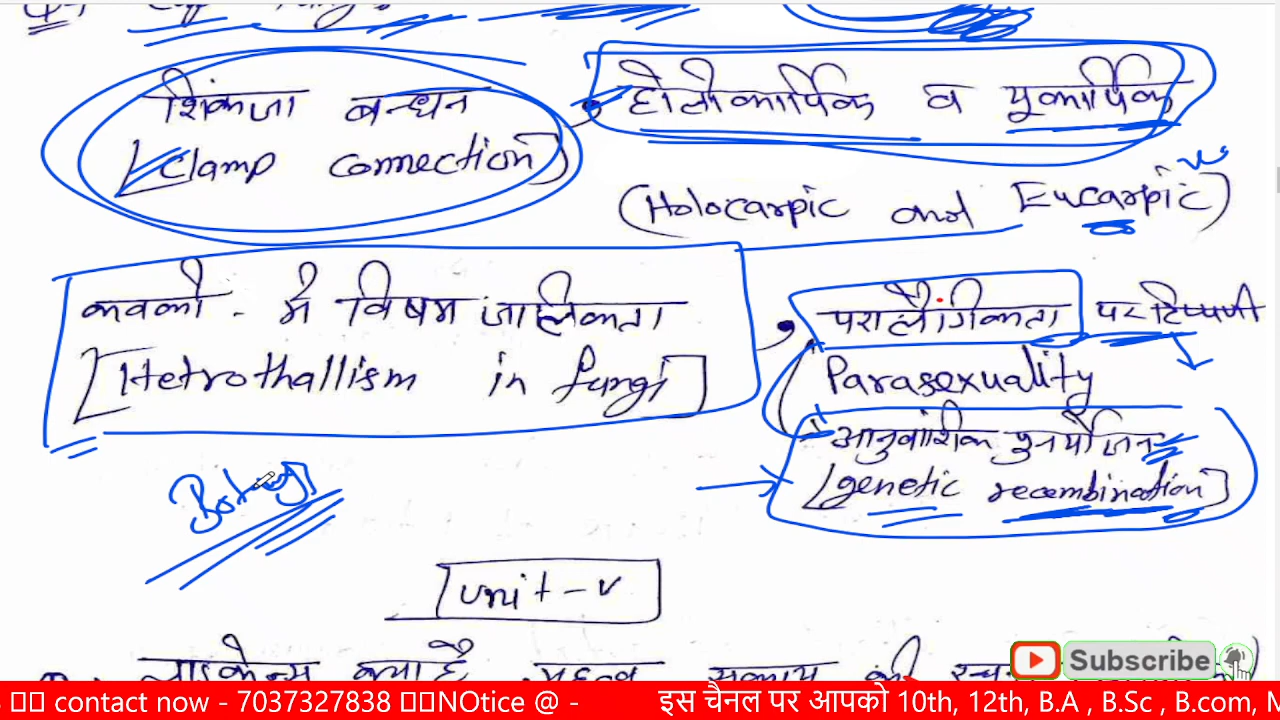 शिकंजा बन्धन
[Clamp connection]
होलोकार्पिक व यूकार्पिक
(Holocarpic and Eucarpic)
कवको - में विषम जालिकता
[Hetrothallism in fungi]
परालैंगिकता पर टिप्पणी
Parasexuality
आनुवांशिक पुनर्योजन
[genetic recombination]
Botany
Unit-V
लाइकेन्स क्या है
Subscribe
contact now - 7037327838 NOtice @ - इस चैनल पर आपको 10th, 12th, B.A , B.Sc , B.com, M